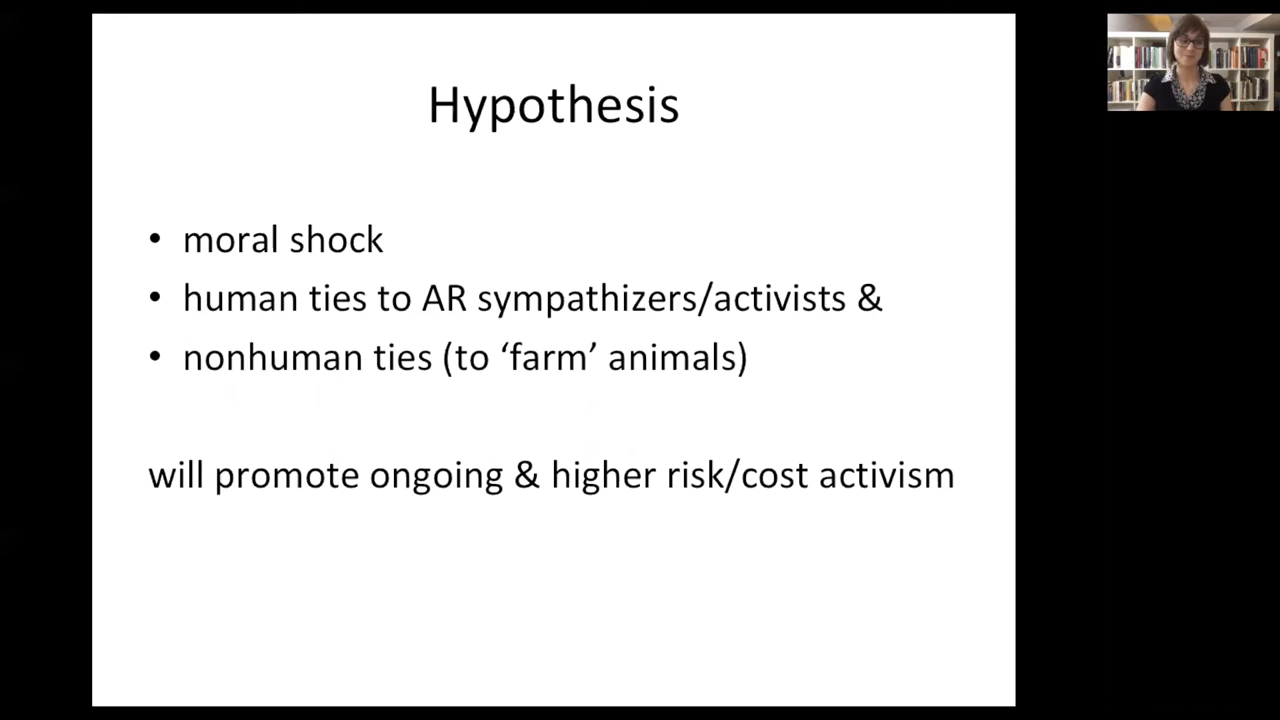 Hypothesis
• moral shock
• human ties to AR sympathizers/activists &
• nonhuman ties (to ‘farm’ animals)
will promote ongoing & higher risk/cost activism